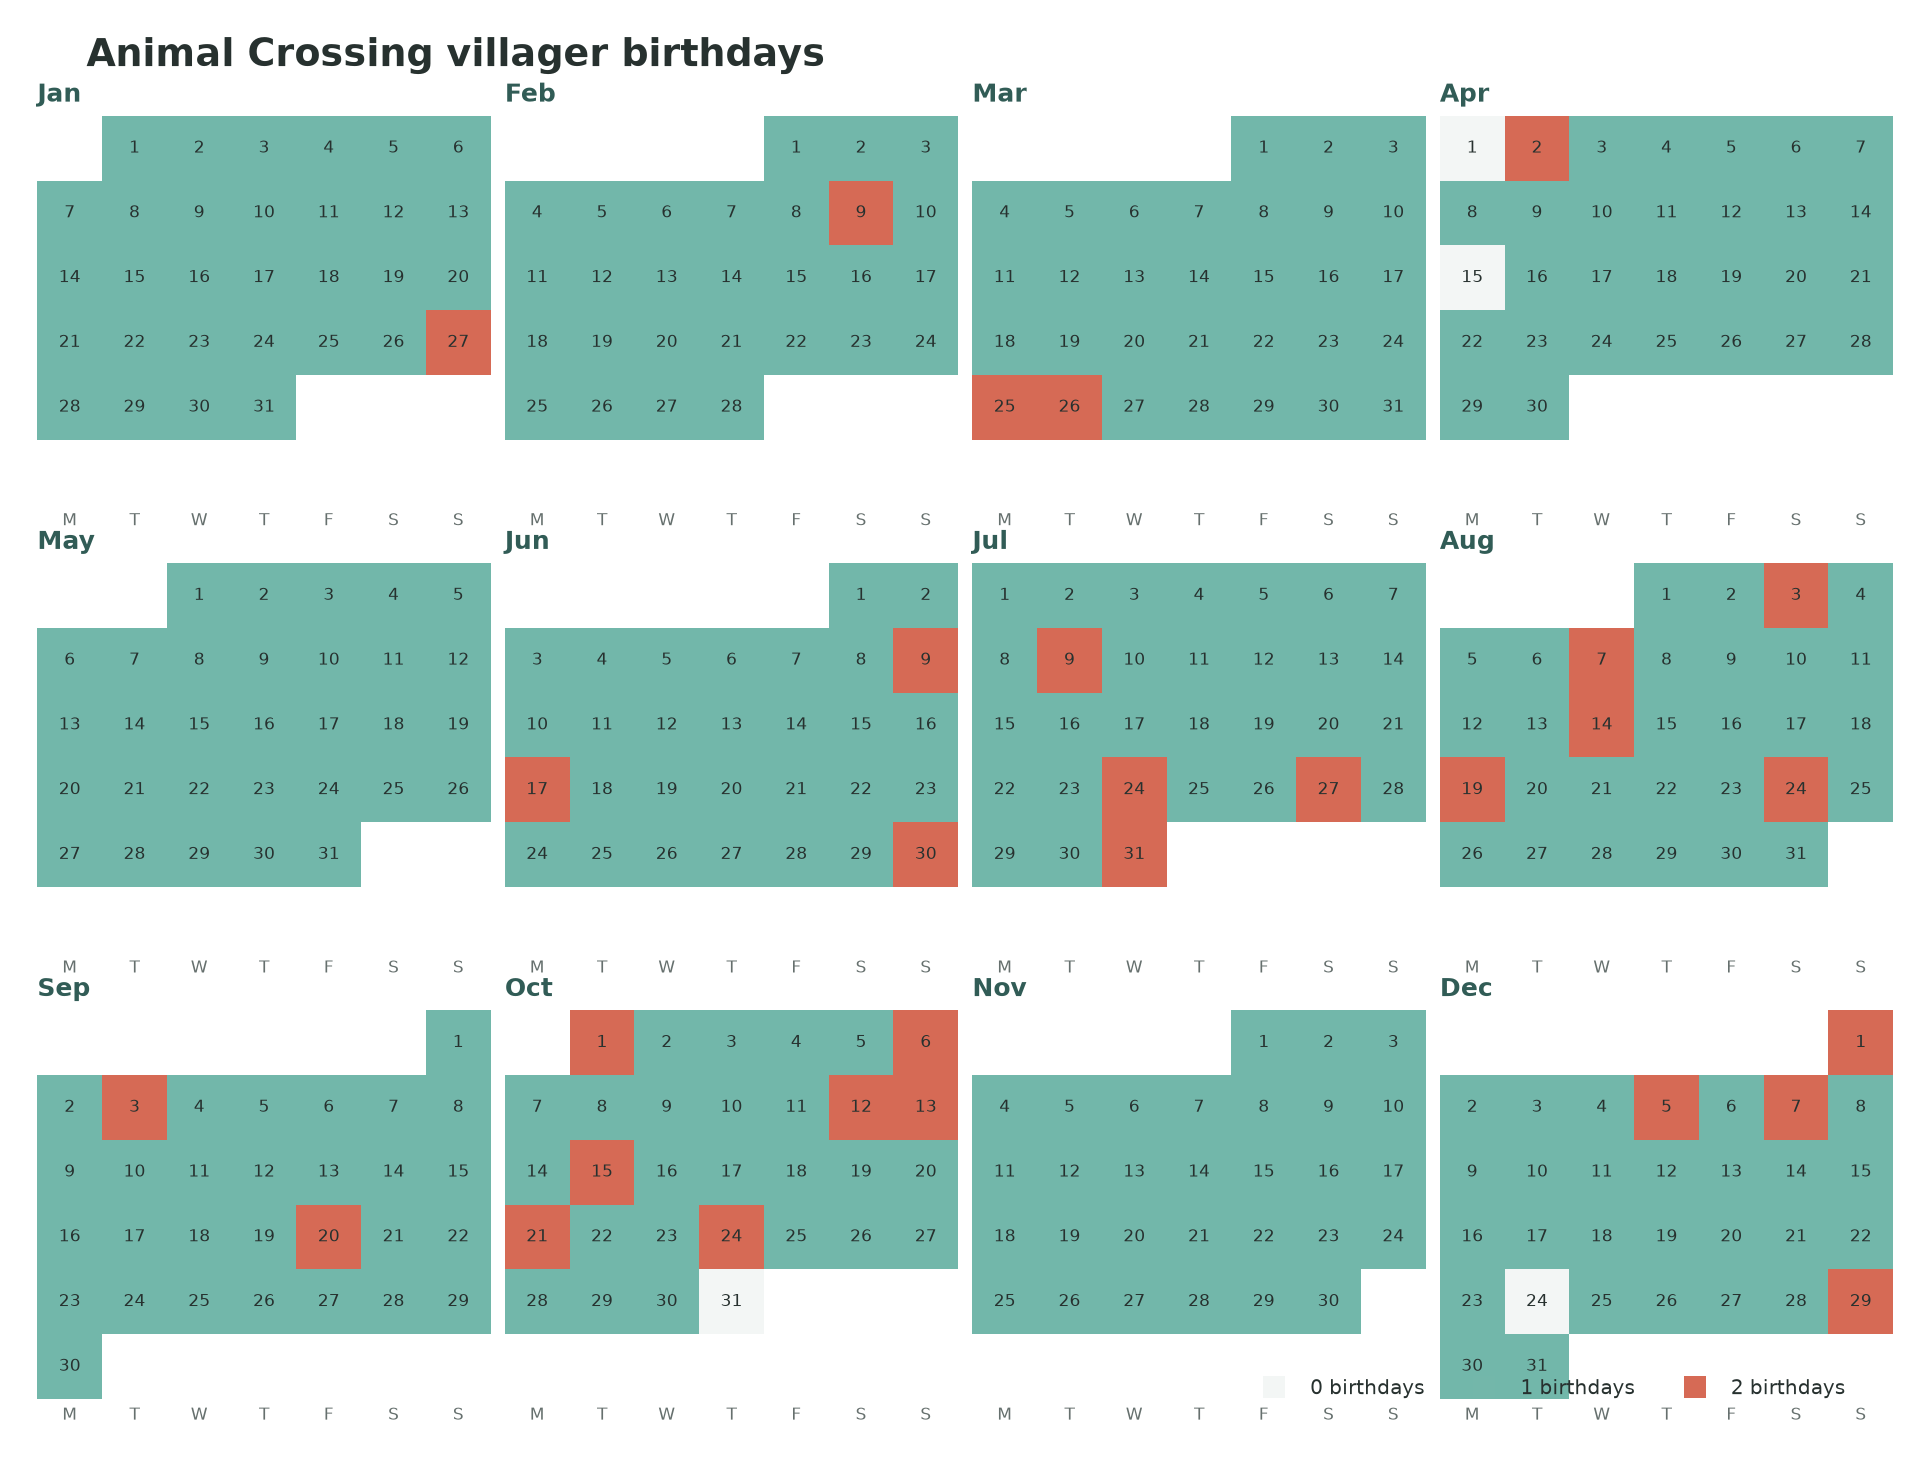 Animal Crossing villager birthdays
Jan
1 2 3 4 5 6
7 8 9 10 11 12 13
14 15 16 17 18 19 20
21 22 23 24 25 26 27
28 29 30 31
M T W T F S S
Feb
1 2 3
4 5 6 7 8 9 10
11 12 13 14 15 16 17
18 19 20 21 22 23 24
25 26 27 28
M T W T F S S
Mar
1 2 3
4 5 6 7 8 9 10
11 12 13 14 15 16 17
18 19 20 21 22 23 24
25 26 27 28 29 30 31
M T W T F S S
Apr
1 2 3 4 5 6 7
8 9 10 11 12 13 14
15 16 17 18 19 20 21
22 23 24 25 26 27 28
29 30
M T W T F S S
May
1 2 3 4 5
6 7 8 9 10 11 12
13 14 15 16 17 18 19
20 21 22 23 24 25 26
27 28 29 30 31
M T W T F S S
Jun
1 2
3 4 5 6 7 8 9
10 11 12 13 14 15 16
17 18 19 20 21 22 23
24 25 26 27 28 29 30
M T W T F S S
Jul
1 2 3 4 5 6 7
8 9 10 11 12 13 14
15 16 17 18 19 20 21
22 23 24 25 26 27 28
29 30 31
M T W T F S S
Aug
1 2 3 4
5 6 7 8 9 10 11
12 13 14 15 16 17 18
19 20 21 22 23 24 25
26 27 28 29 30 31
M T W T F S S
Sep
1
2 3 4 5 6 7 8
9 10 11 12 13 14 15
16 17 18 19 20 21 22
23 24 25 26 27 28 29
30
M T W T F S S
Oct
1 2 3 4 5 6
7 8 9 10 11 12 13
14 15 16 17 18 19 20
21 22 23 24 25 26 27
28 29 30 31
M T W T F S S
Nov
1 2 3
4 5 6 7 8 9 10
11 12 13 14 15 16 17
18 19 20 21 22 23 24
25 26 27 28 29 30
M T W T F S S
Dec
1
2 3 4 5 6 7 8
9 10 11 12 13 14 15
16 17 18 19 20 21 22
23 24 25 26 27 28 29
30 31
M T W T F S S
0 birthdays 1 birthdays 2 birthdays